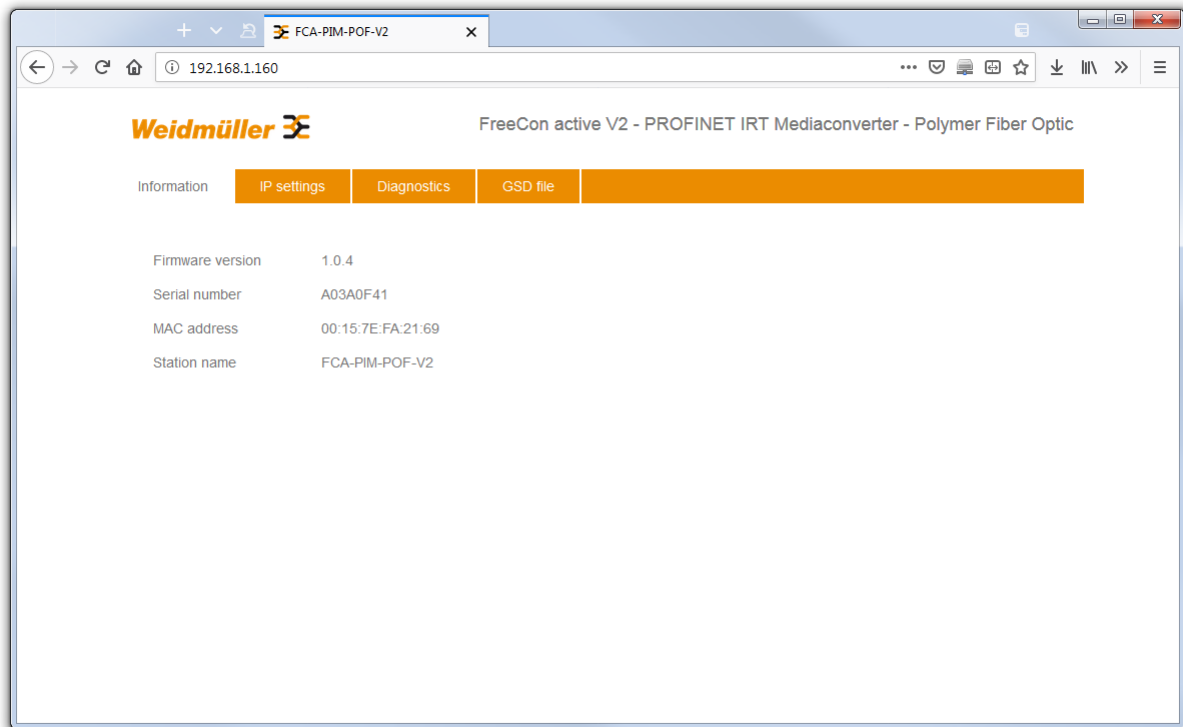 FCA-PIM-POF-V2
192.168.1.160
Weidmüller FreeCon active V2 - PROFINET IRT Mediaconverter - Polymer Fiber Optic
Information IP settings Diagnostics GSD file
Firmware version 1.0.4
Serial number A03A0F41
MAC address 00:15:7E:FA:21:69
Station name FCA-PIM-POF-V2